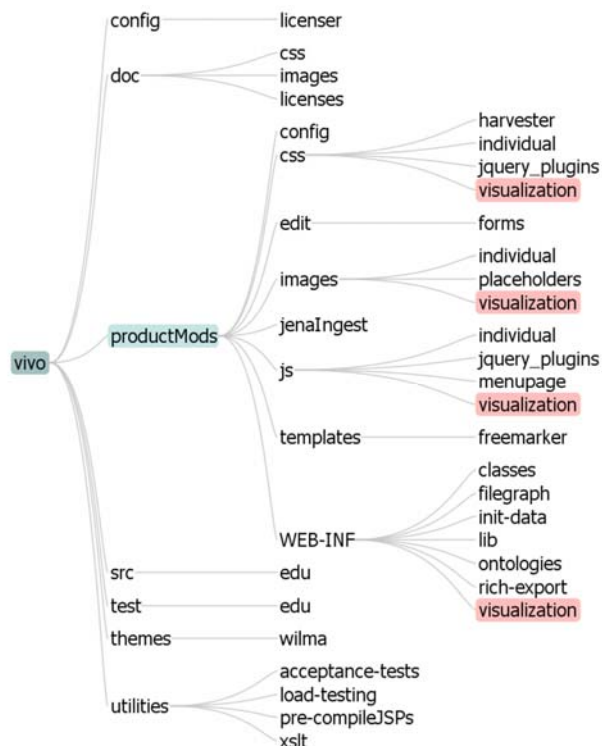 config licenser
css
doc images
licenses
config
css
harvester
individual
jquery_plugins
visualization
edit forms
individual
images placeholders
visualization
productMods jenaIngest
individual
vivo js jquery_plugins
menupage
visualization
templates freemarker
classes
filegraph
init-data
WEB-INF lib
ontologies
rich-export
visualization
src edu
test edu
themes wilma
acceptance-tests
load-testing
utilities pre-compileJSPs
xslt